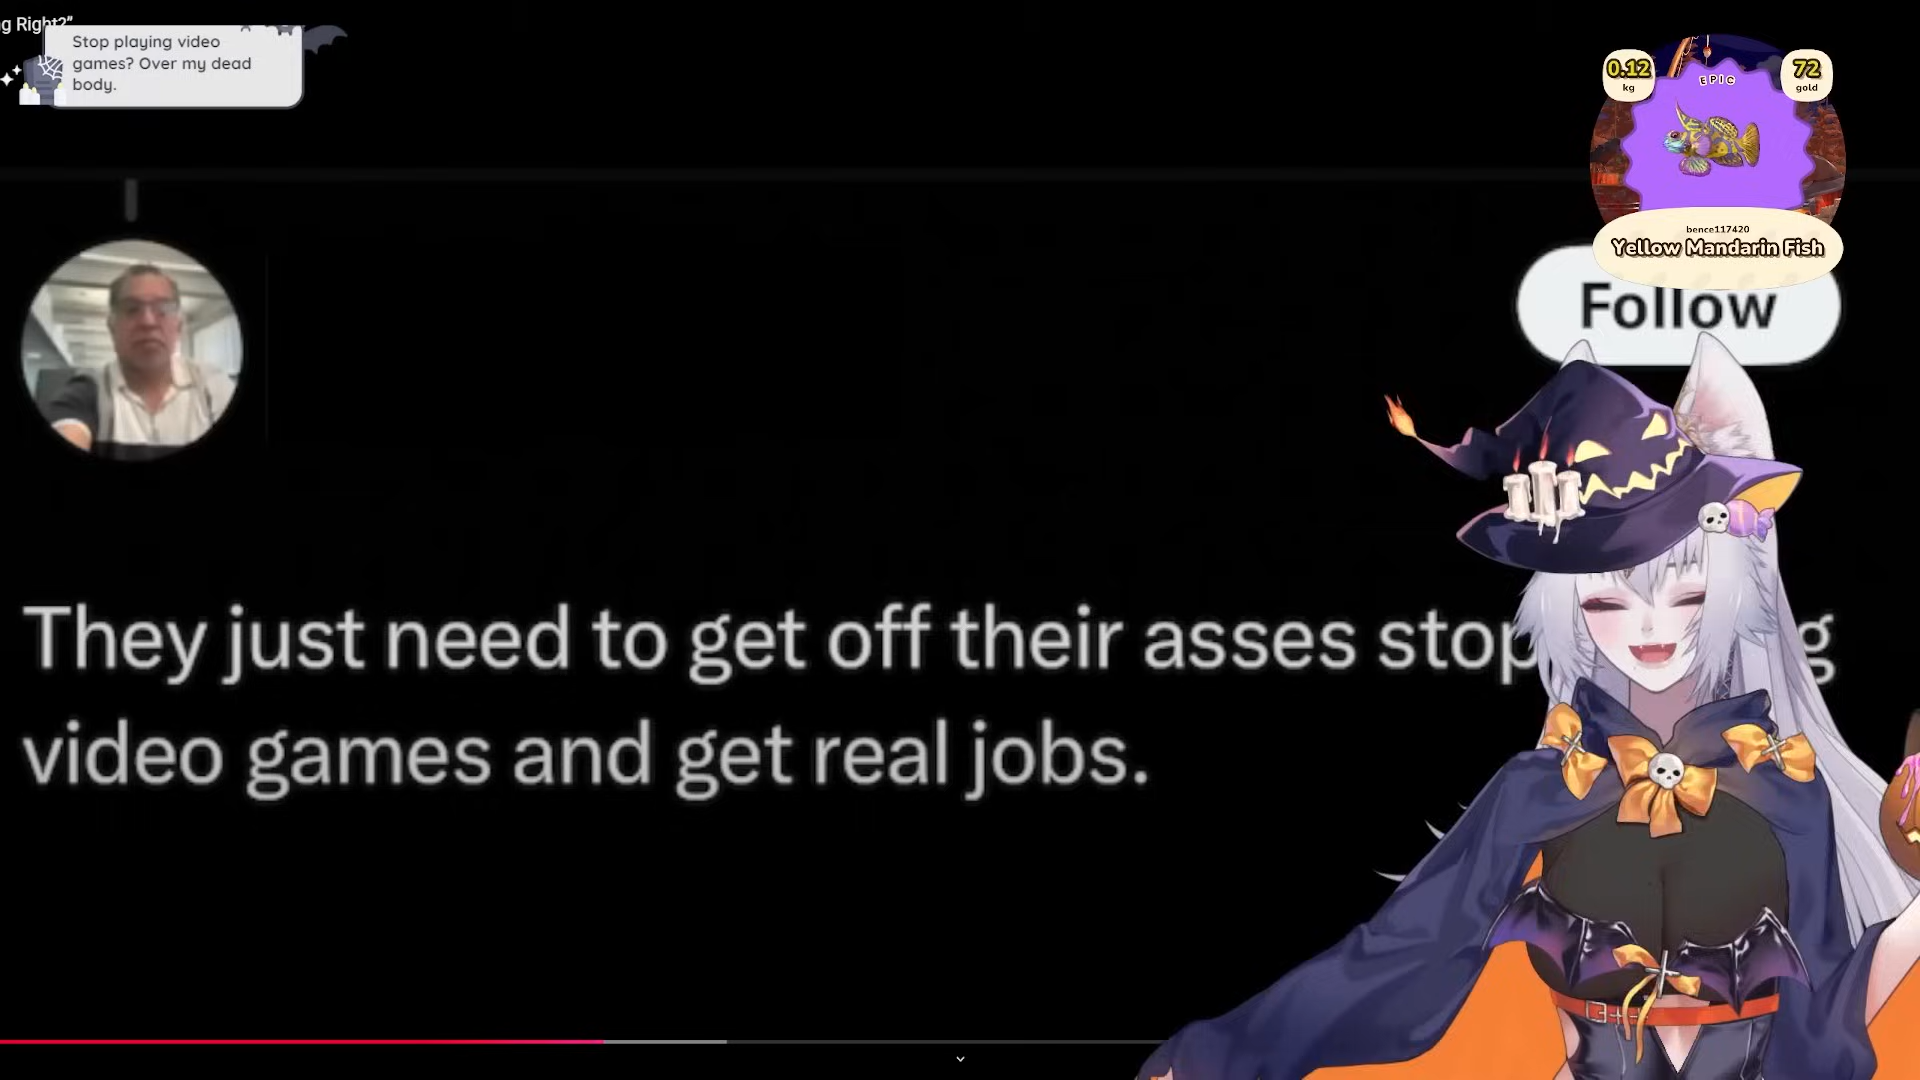 g Right?"
Stop playing video
games? Over my dead
body.
0.12
kg
EPIC
72
gold
bence117420
Yellow Mandarin Fish
Follow
They just need to get off their asses stop
video games and get real jobs.